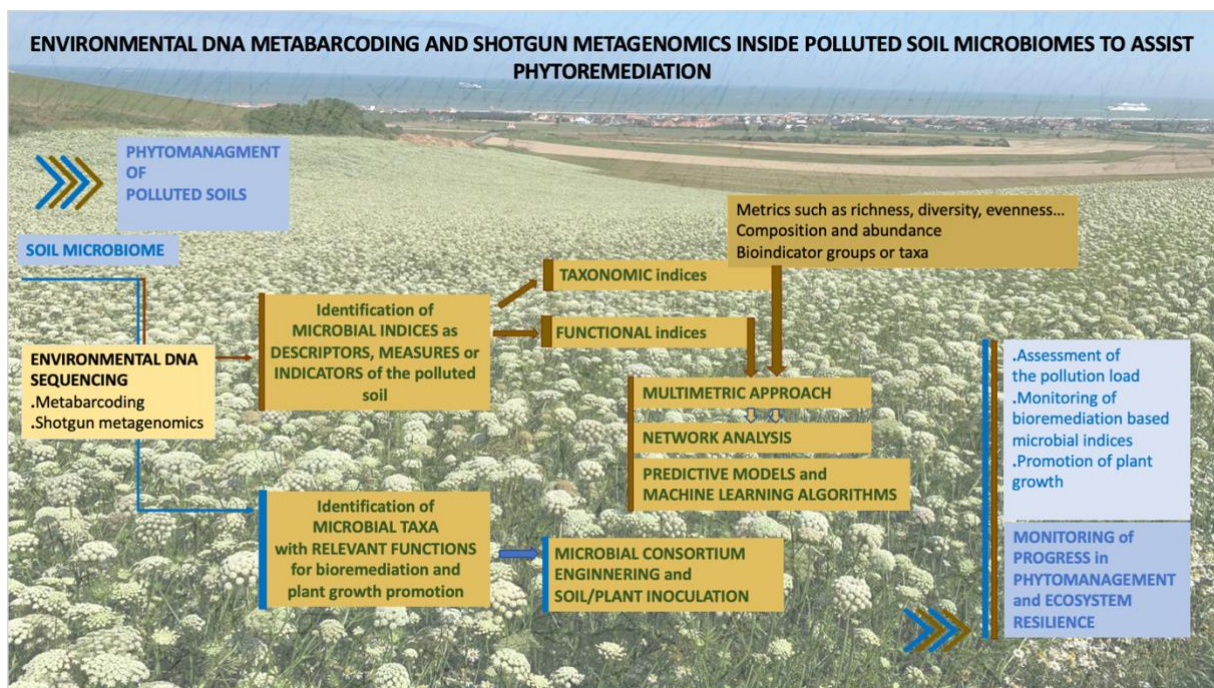 ENVIRONMENTAL DNA METABARCODING AND SHOTGUN METAGENOMICS INSIDE POLLUTED SOIL MICROBIOMES TO ASSIST
PHYTOREMEDIATION
PHYTOMANAGMENT
OF
POLLUTED SOILS
SOIL MICROBIOME
ENVIRONMENTAL DNA
SEQUENCING
.Metabarcoding
.Shotgun metagenomics
Identification of
MICROBIAL INDICES as
DESCRIPTORS, MEASURES or
INDICATORS of the polluted
soil
TAXONOMIC indices
FUNCTIONAL indices
Metrics such as richness, diversity, evenness...
Composition and abundance
Bioindicator groups or taxa
MULTIMETRIC APPROACH
NETWORK ANALYSIS
PREDICTIVE MODELS and
MACHINE LEARNING ALGORITHMS
Identification of
MICROBIAL TAXA
with RELEVANT FUNCTIONS
for bioremediation and
plant growth promotion
MICROBIAL CONSORTIUM
ENGINNERING and
SOIL/PLANT INOCULATION
.Assessment of
the pollution load
.Monitoring of
bioremediation based
microbial indices
.Promotion of plant
growth
MONITORING of
PROGRESS in
PHYTOMANAGEMENT
and ECOSYSTEM
RESILIENCE